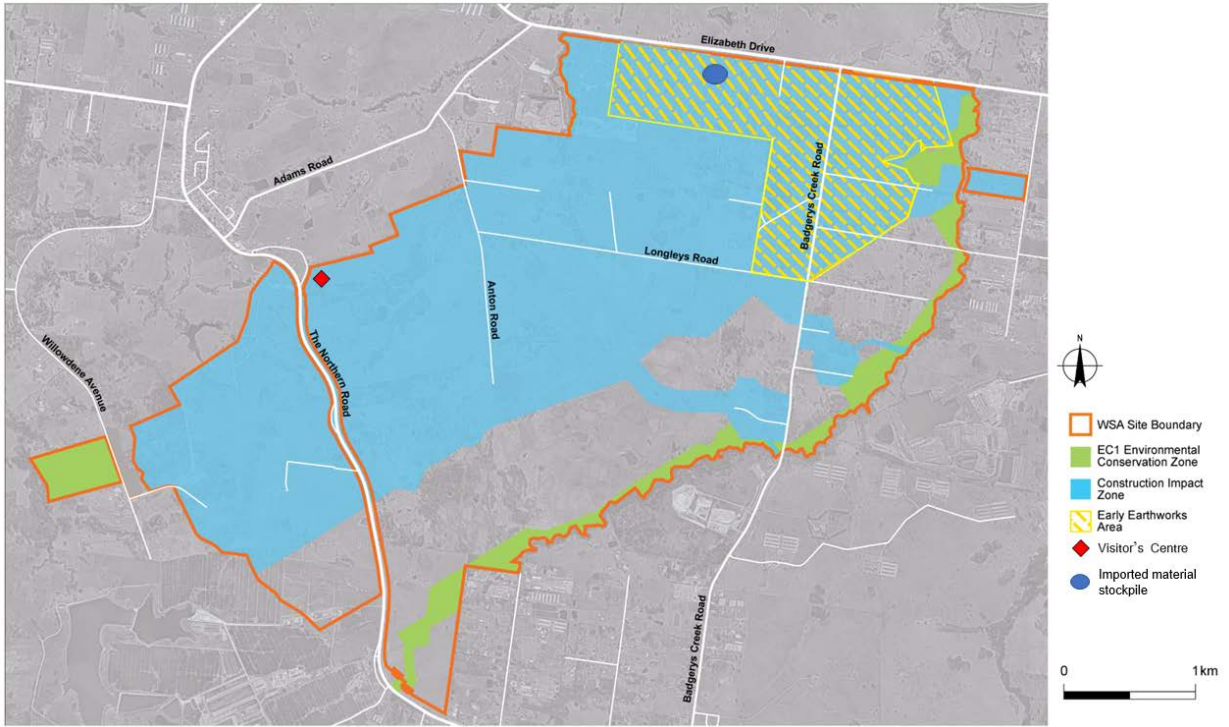 Elizabeth Drive
Adams Road
Badgerys Creek Road
Longleys Road
Anton Road
The Northern Road
Willowdene Avenue
Badgerys Creek Road
N
WSA Site Boundary
EC1 Environmental
Conservation Zone
Construction Impact
Zone
Early Earthworks
Area
Visitor's Centre
Imported material
stockpile
0
1km